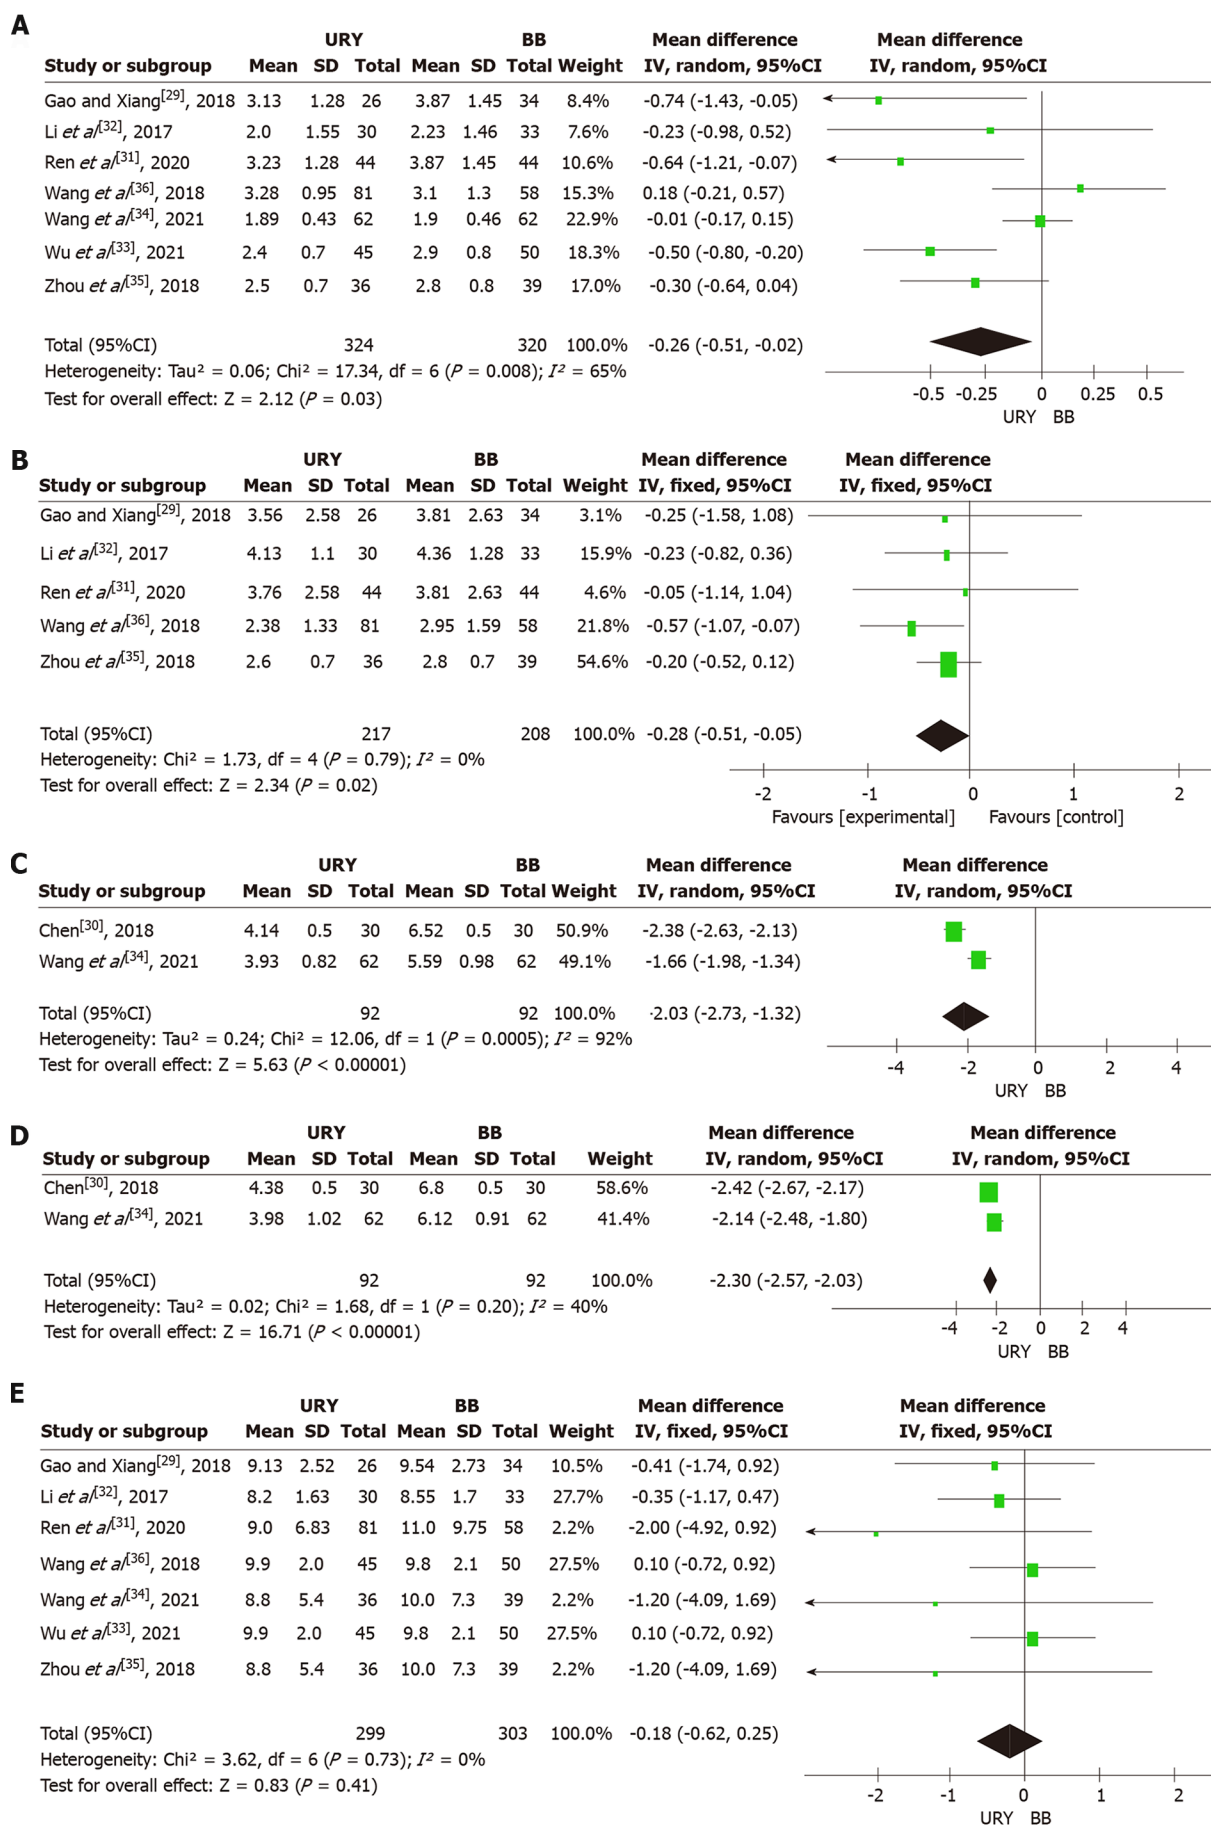 A
URY BB Mean difference Mean difference
Study or subgroup Mean SD Total Mean SD Total Weight IV, random, 95%CI IV, random, 95%CI
Gao and Xiang[29], 2018 3.13 1.28 26 3.87 1.45 34 8.4% -0.74 (-1.43, -0.05)
Li et al[32], 2017 2.0 1.55 30 2.23 1.46 33 7.6% -0.23 (-0.98, 0.52)
Ren et al[31], 2020 3.23 1.28 44 3.87 1.45 44 10.6% -0.64 (-1.21, -0.07)
Wang et al[36], 2018 3.28 0.95 81 3.1 1.3 58 15.3% 0.18 (-0.21, 0.57)
Wang et al[34], 2021 1.89 0.43 62 1.9 0.46 62 22.9% -0.01 (-0.17, 0.15)
Wu et al[33], 2021 2.4 0.7 45 2.9 0.8 50 18.3% -0.50 (-0.80, -0.20)
Zhou et al[35], 2018 2.5 0.7 36 2.8 0.8 39 17.0% -0.30 (-0.64, 0.04)
Total (95%CI) 324 320 100.0% -0.26 (-0.51, -0.02)
Heterogeneity: Tau² = 0.06; Chi² = 17.34, df = 6 (P = 0.008); I² = 65%
Test for overall effect: Z = 2.12 (P = 0.03)
-0.5 -0.25 0 0.25 0.5
URY BB
B
URY BB Mean difference Mean difference
Study or subgroup Mean SD Total Mean SD Total Weight IV, fixed, 95%CI IV, fixed, 95%CI
Gao and Xiang[29], 2018 3.56 2.58 26 3.81 2.63 34 3.1% -0.25 (-1.58, 1.08)
Li et al[32], 2017 4.13 1.1 30 4.36 1.28 33 15.9% -0.23 (-0.82, 0.36)
Ren et al[31], 2020 3.76 2.58 44 3.81 2.63 44 4.6% -0.05 (-1.14, 1.04)
Wang et al[36], 2018 2.38 1.33 81 2.95 1.59 58 21.8% -0.57 (-1.07, -0.07)
Zhou et al[35], 2018 2.6 0.7 36 2.8 0.7 39 54.6% -0.20 (-0.52, 0.12)
Total (95%CI) 217 208 100.0% -0.28 (-0.51, -0.05)
Heterogeneity: Chi² = 1.73, df = 4 (P = 0.79); I² = 0%
Test for overall effect: Z = 2.34 (P = 0.02)
-2 -1 0 1 2
Favours [experimental] Favours [control]
C
URY BB Mean difference Mean difference
Study or subgroup Mean SD Total Mean SD Total Weight IV, random, 95%CI IV, random, 95%CI
Chen[30], 2018 4.14 0.5 30 6.52 0.5 30 50.9% -2.38 (-2.63, -2.13)
Wang et al[34], 2021 3.93 0.82 62 5.59 0.98 62 49.1% -1.66 (-1.98, -1.34)
Total (95%CI) 92 92 100.0% -2.03 (-2.73, -1.32)
Heterogeneity: Tau² = 0.24; Chi² = 12.06, df = 1 (P = 0.0005); I² = 92%
Test for overall effect: Z = 5.63 (P < 0.00001)
-4 -2 0 2 4
URY BB
D
URY BB Mean difference Mean difference
Study or subgroup Mean SD Total Mean SD Total Weight IV, random, 95%CI IV, random, 95%CI
Chen[30], 2018 4.38 0.5 30 6.8 0.5 30 58.6% -2.42 (-2.67, -2.17)
Wang et al[34], 2021 3.98 1.02 62 6.12 0.91 62 41.4% -2.14 (-2.48, -1.80)
Total (95%CI) 92 92 100.0% -2.30 (-2.57, -2.03)
Heterogeneity: Tau² = 0.02; Chi² = 1.68, df = 1 (P = 0.20); I² = 40%
Test for overall effect: Z = 16.71 (P < 0.00001)
-4 -2 0 2 4
URY BB
E
URY BB Mean difference Mean difference
Study or subgroup Mean SD Total Mean SD Total Weight IV, fixed, 95%CI IV, fixed, 95%CI
Gao and Xiang[29], 2018 9.13 2.52 26 9.54 2.73 34 10.5% -0.41 (-1.74, 0.92)
Li et al[32], 2017 8.2 1.63 30 8.55 1.7 33 27.7% -0.35 (-1.17, 0.47)
Ren et al[31], 2020 9.0 6.83 81 11.0 9.75 58 2.2% -2.00 (-4.92, 0.92)
Wang et al[36], 2018 9.9 2.0 45 9.8 2.1 50 27.5% 0.10 (-0.72, 0.92)
Wang et al[34], 2021 8.8 5.4 36 10.0 7.3 39 2.2% -1.20 (-4.09, 1.69)
Wu et al[33], 2021 9.9 2.0 45 9.8 2.1 50 27.5% 0.10 (-0.72, 0.92)
Zhou et al[35], 2018 8.8 5.4 36 10.0 7.3 39 2.2% -1.20 (-4.09, 1.69)
Total (95%CI) 299 303 100.0% -0.18 (-0.62, 0.25)
Heterogeneity: Chi² = 3.62, df = 6 (P = 0.73); I² = 0%
Test for overall effect: Z = 0.83 (P = 0.41)
-2 -1 0 1 2
URY BB